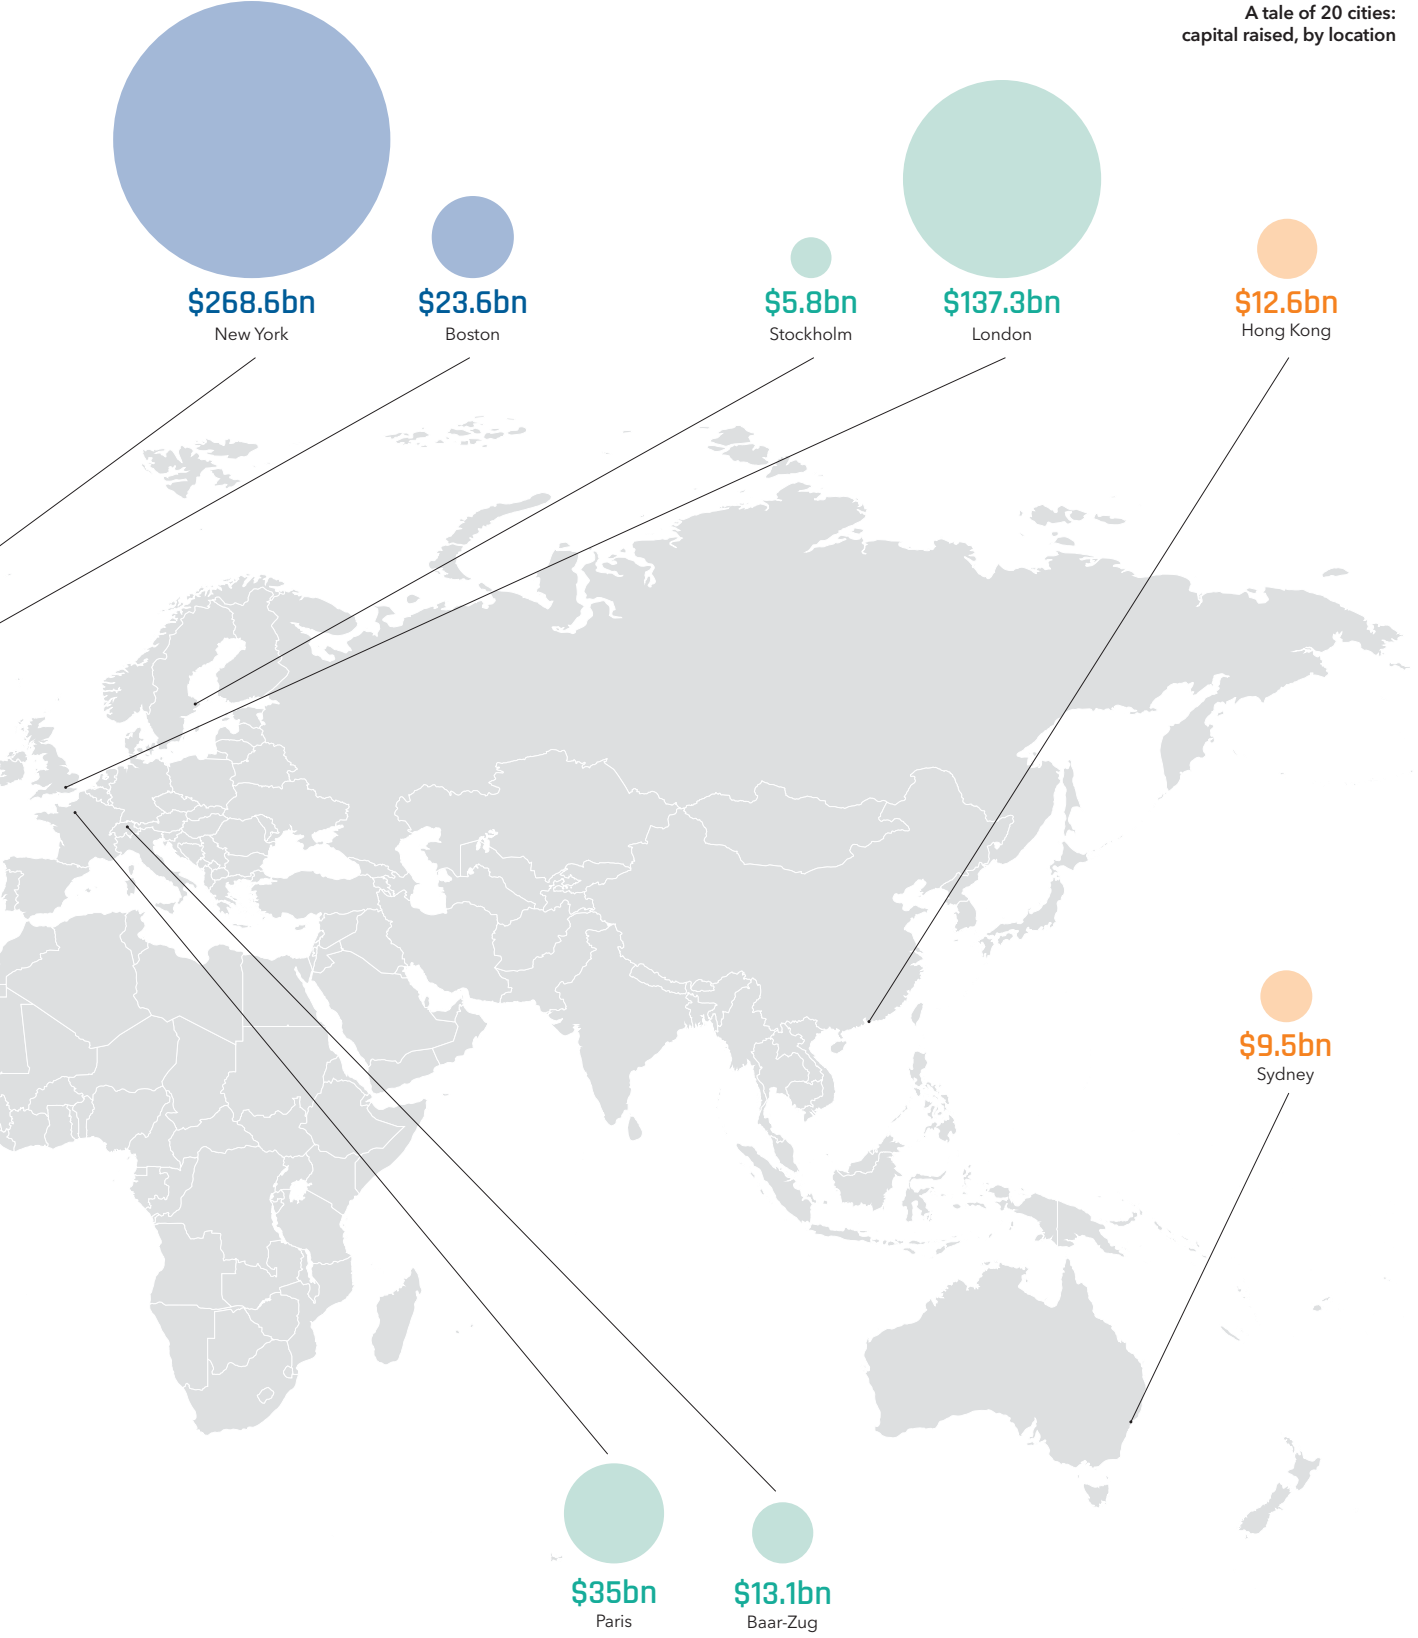 A tale of 20 cities:
capital raised, by location
$268.6bn
New York
$23.6bn
Boston
$5.8bn
Stockholm
$137.3bn
London
$12.6bn
Hong Kong
$9.5bn
Sydney
$35bn
Paris
$13.1bn
Baar-Zug